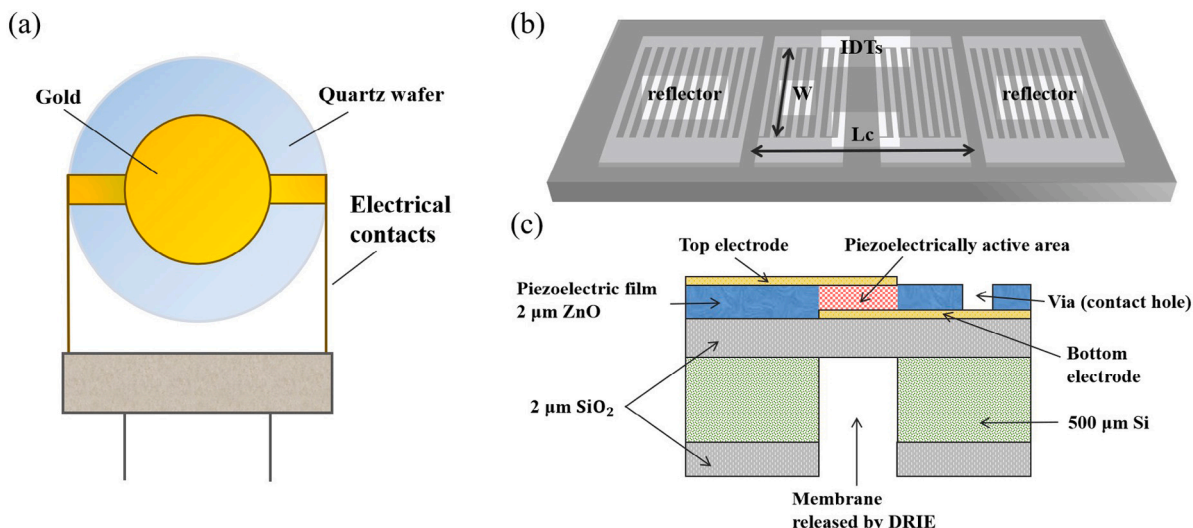 (a)
Gold
Quartz wafer
Electrical
contacts
(b)
IDTs
reflector
W
reflector
Lc
(c)
Top electrode
Piezoelectrically active area
Piezoelectric film
2 μm ZnO
Via (contact hole)
Bottom
electrode
2 μm SiO₂
500 μm Si
Membrane
released by DRIE